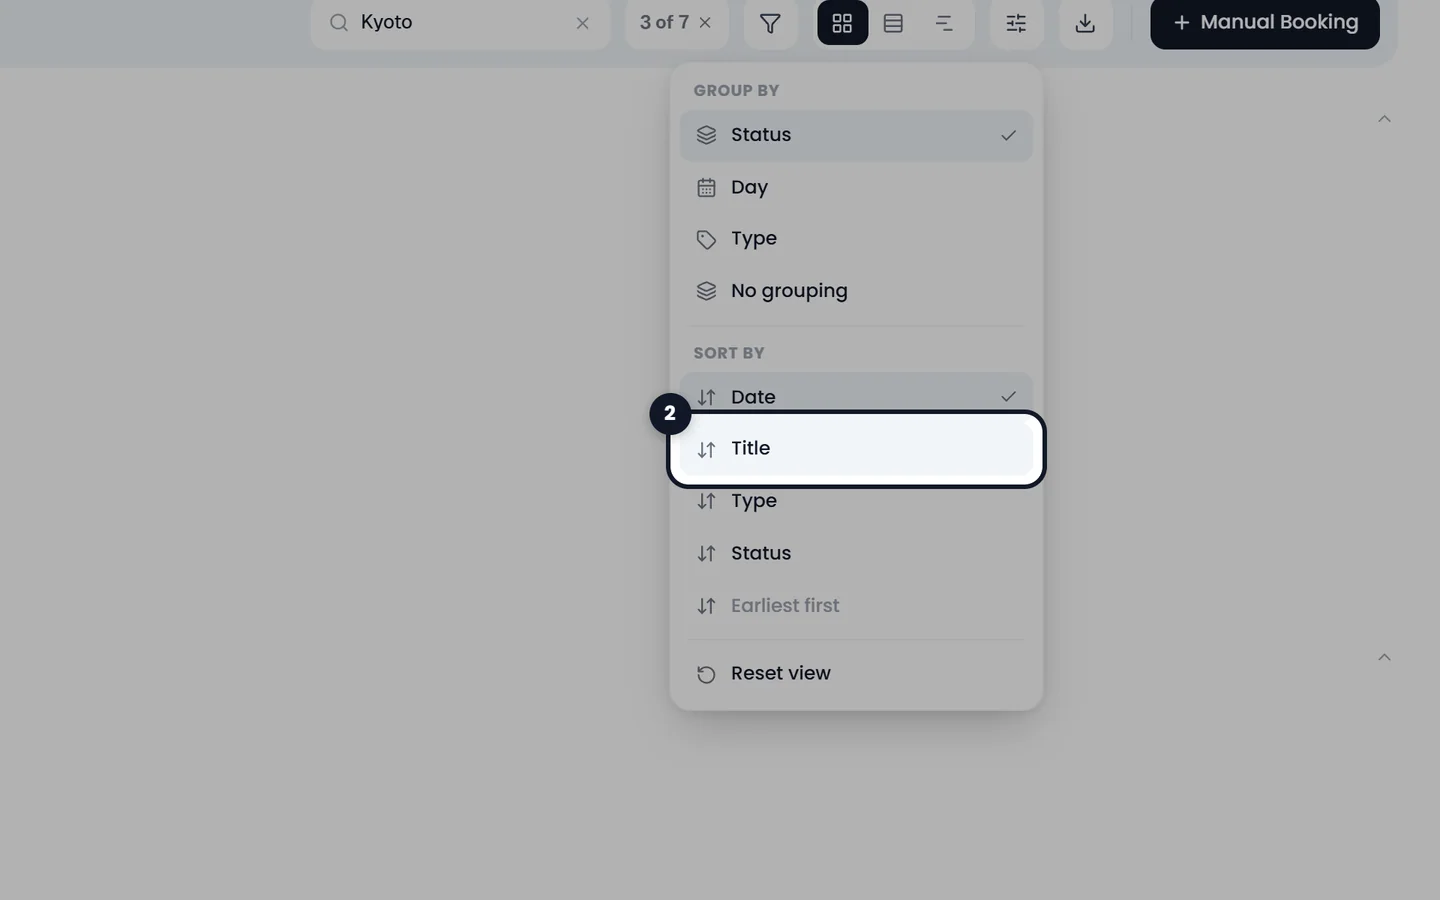 Kyoto
3 of 7
Manual Booking
GROUP BY
Status
Day
Type
No grouping
SORT BY
Date
2
Title
Type
Status
Earliest first
Reset view